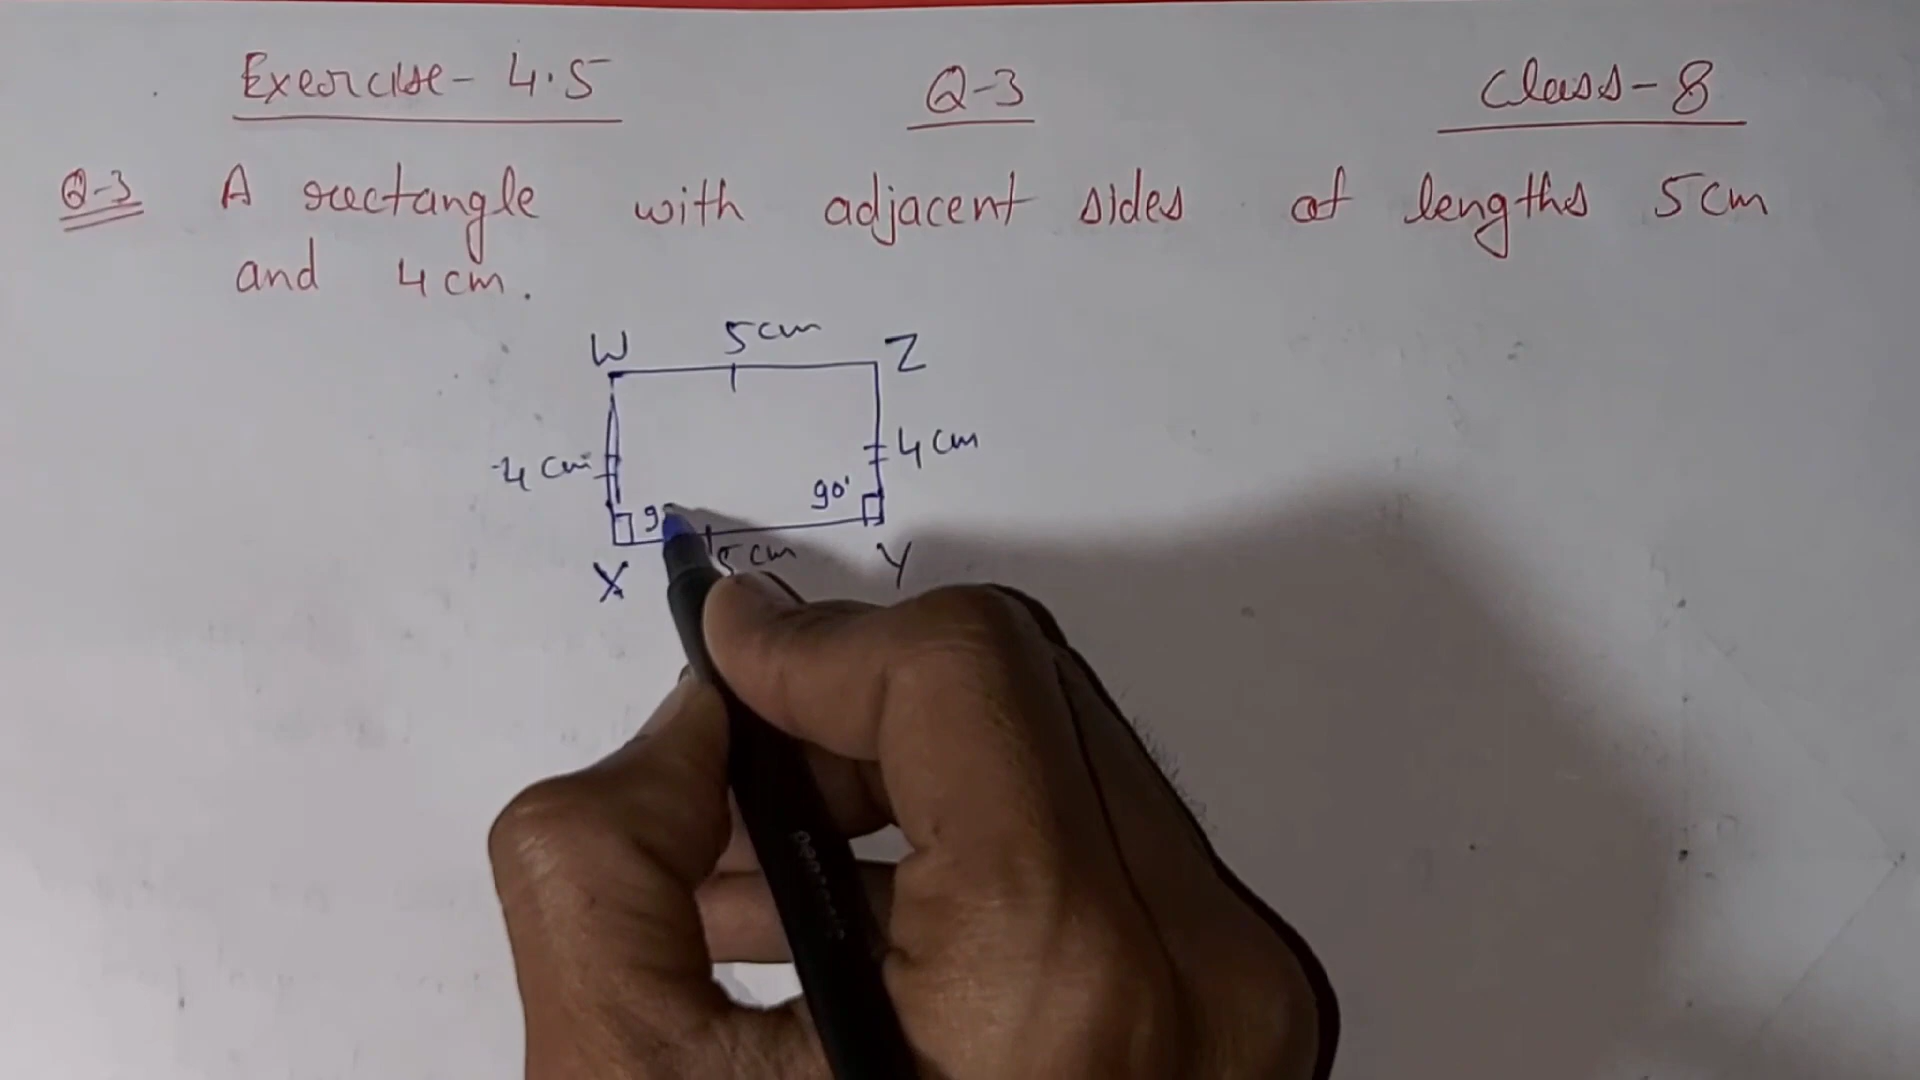 Exercise - 4.5 Q-3 Class - 8
Q-3 A rectangle with adjacent sides of lengths 5cm
and 4cm.
W 5cm Z
4cm 4cm
90°
5cm
X Y